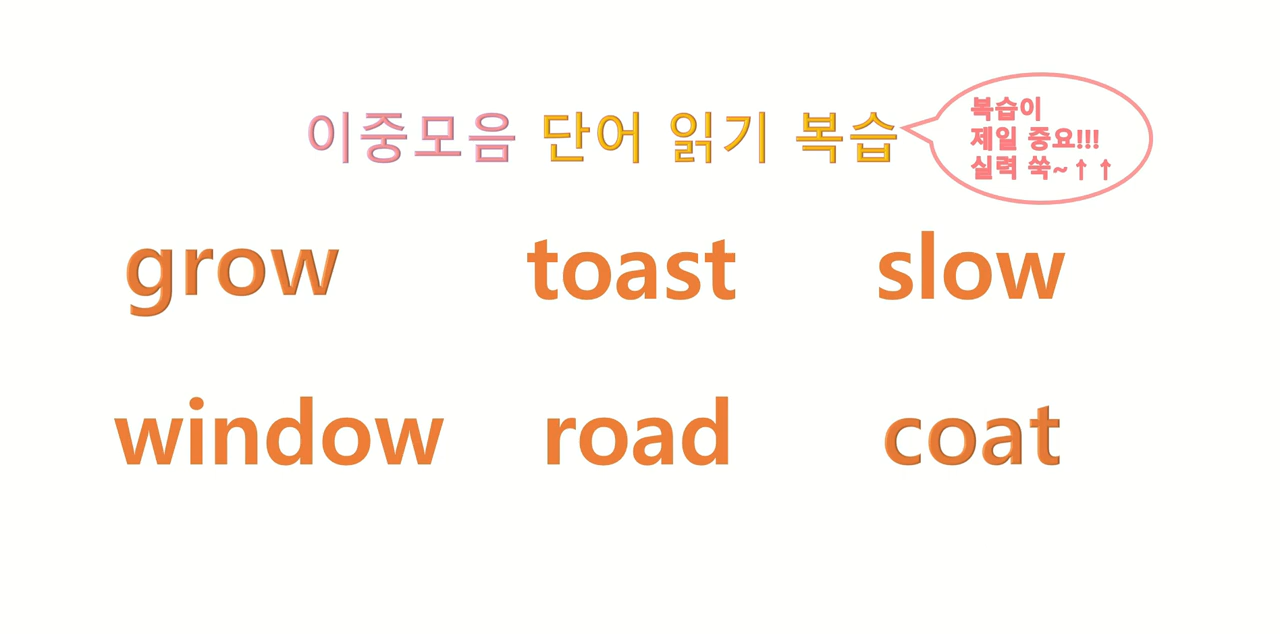 이중모음 단어 읽기 복습
복습이
제일 중요!!!
실력 쑥~↑↑
grow toast slow
window road coat